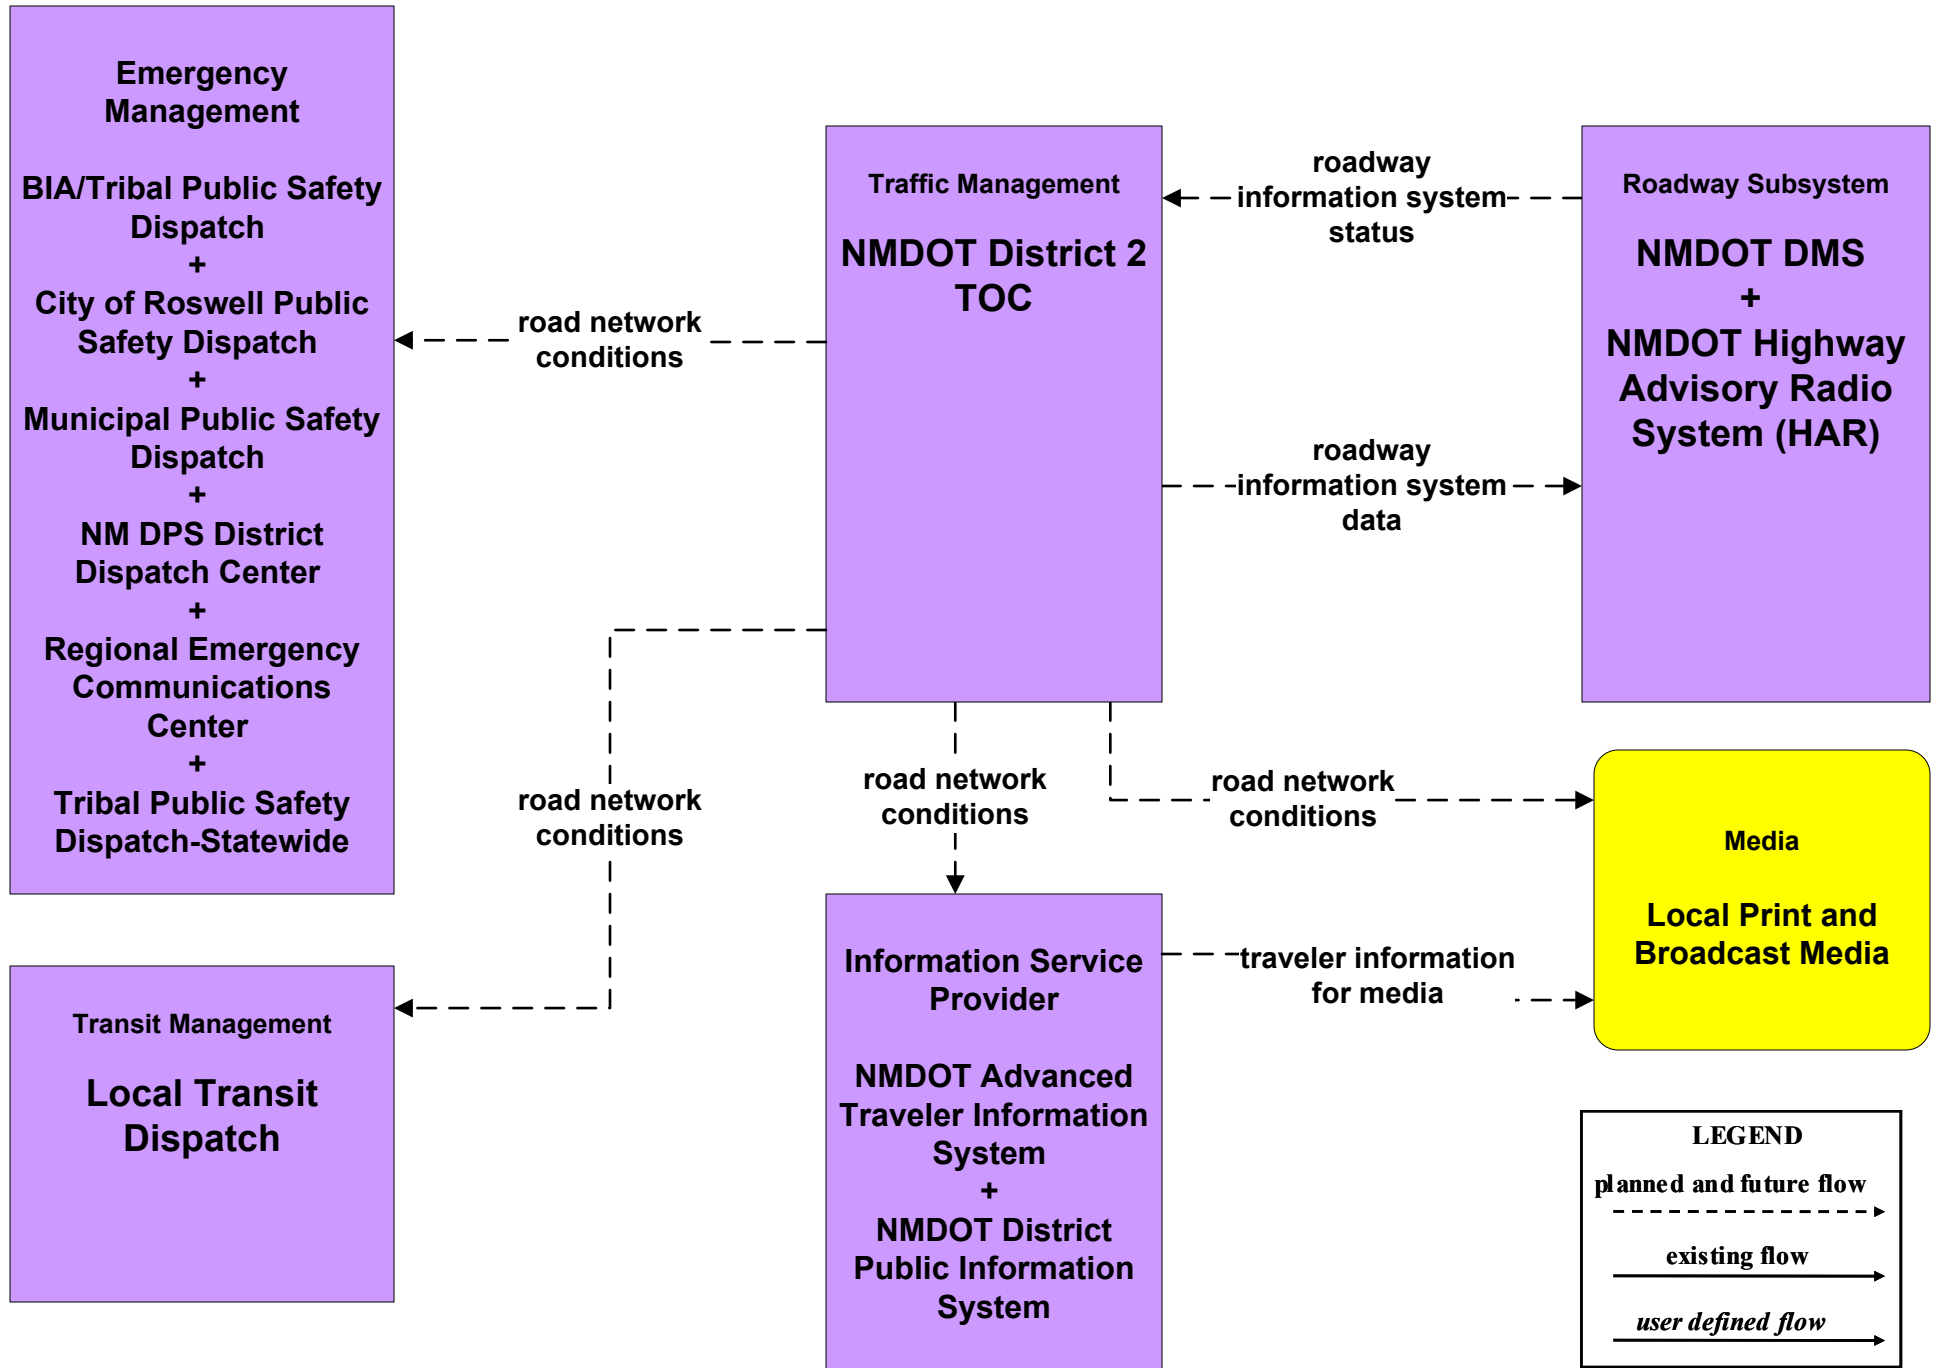 Emergency
Management
BIA/Tribal Public Safety
Dispatch
+
City of Roswell Public
Safety Dispatch
+
Municipal Public Safety
Dispatch
+
NM DPS District
Dispatch Center
+
Regional Emergency
Communications
Center
+
Tribal Public Safety
Dispatch-Statewide
Transit Management
Local Transit
Dispatch
road network
conditions
road network
conditions
Traffic Management
NMDOT District 2
TOC
roadway
information system
status
roadway
information system
data
Roadway Subsystem
NMDOT DMS
+
NMDOT Highway
Advisory Radio
System (HAR)
road network
conditions
road network
conditions
Information Service
Provider
NMDOT Advanced
Traveler Information
System
+
NMDOT District
Public Information
System
traveler information
for media
Media
Local Print and
Broadcast Media
LEGEND
planned and future flow
existing flow
user defined flow